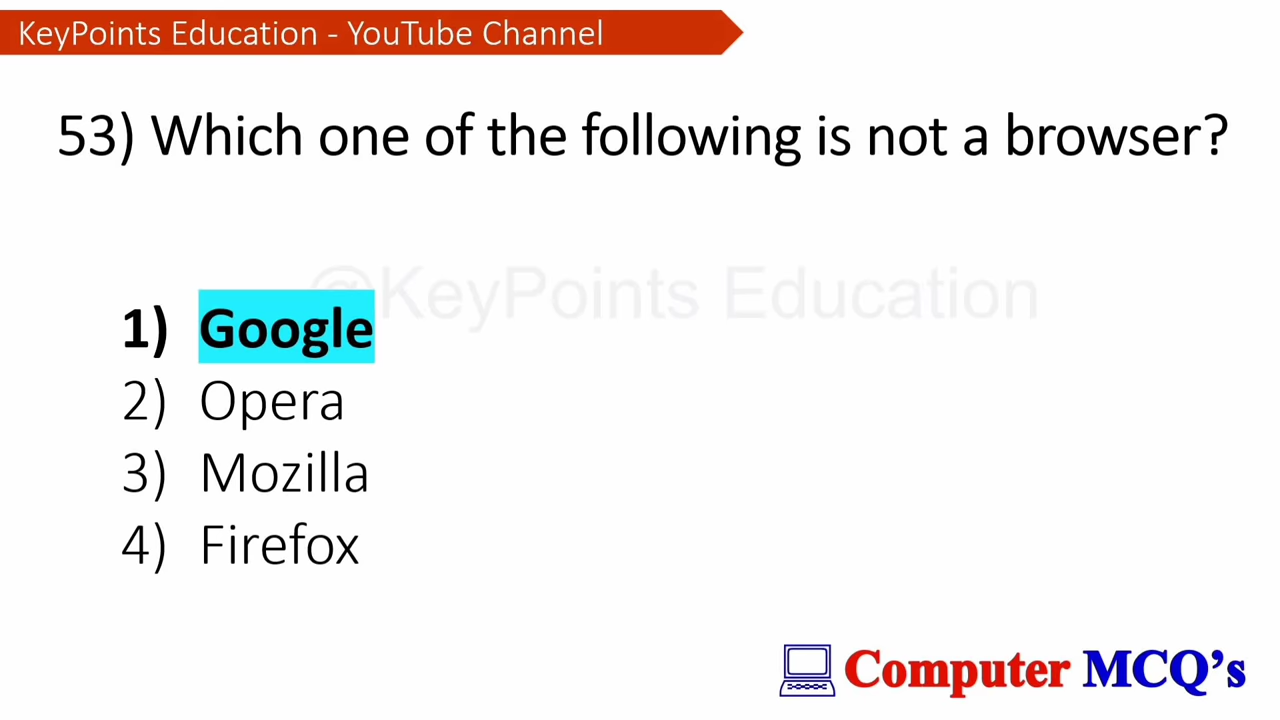 KeyPoints Education - YouTube Channel
53) Which one of the following is not a browser?
@KeyPoints Education
1) Google
2) Opera
3) Mozilla
4) Firefox
Computer MCQ's